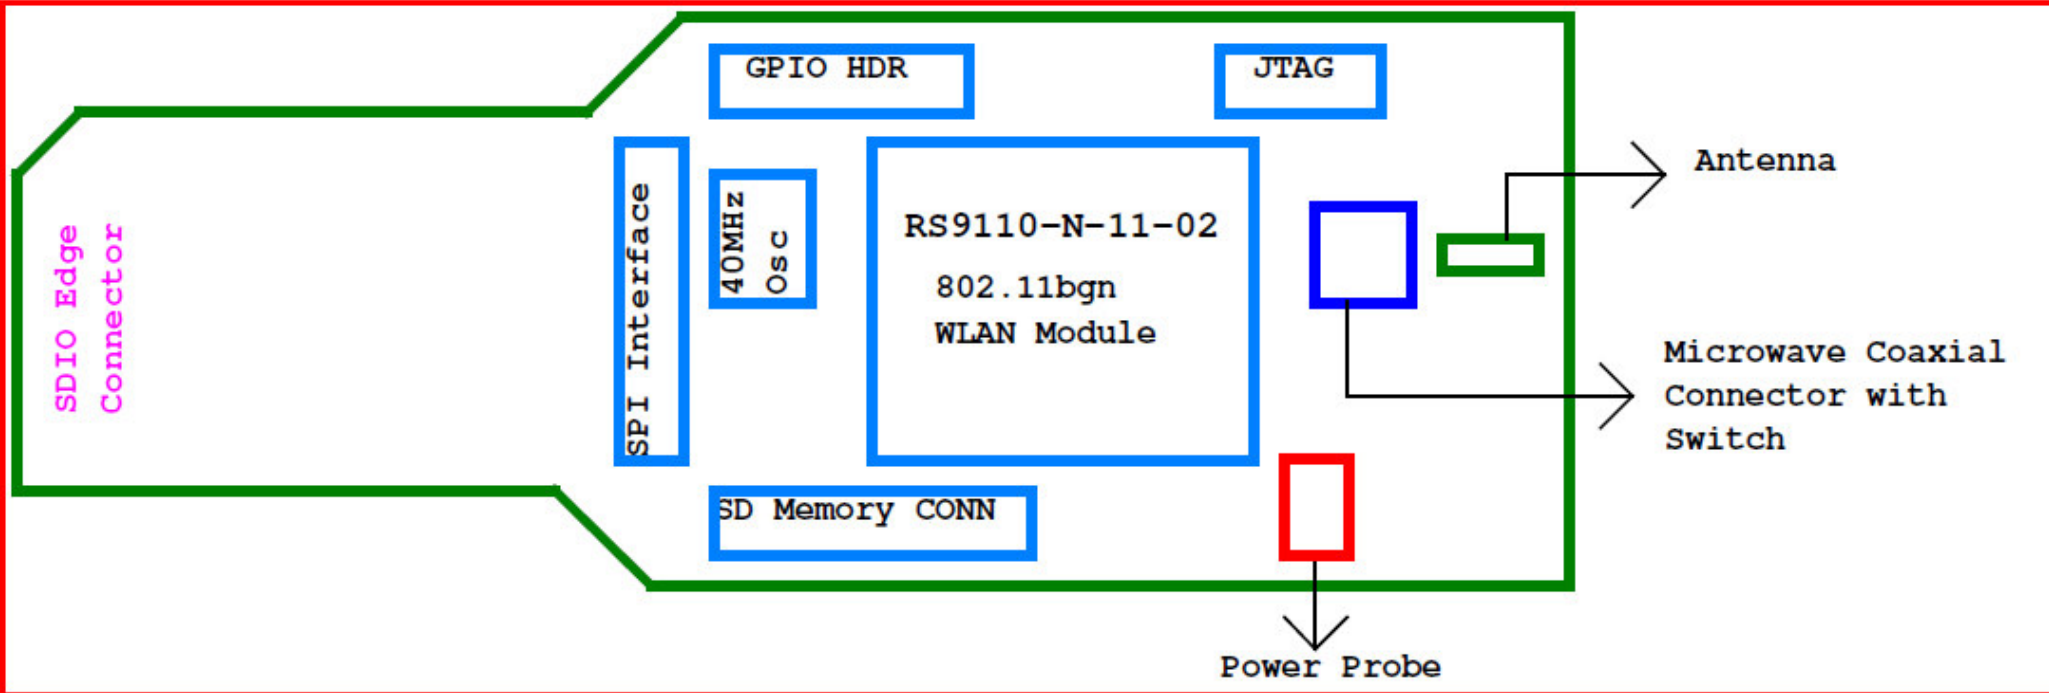 GPIO HDR
JTAG
Antenna
SDIO Edge
Connector
SPI Interface
40MHz
Osc
RS9110-N-11-02
802.11bgn
WLAN Module
Microwave Coaxial
Connector with
Switch
SD Memory CONN
Power Probe